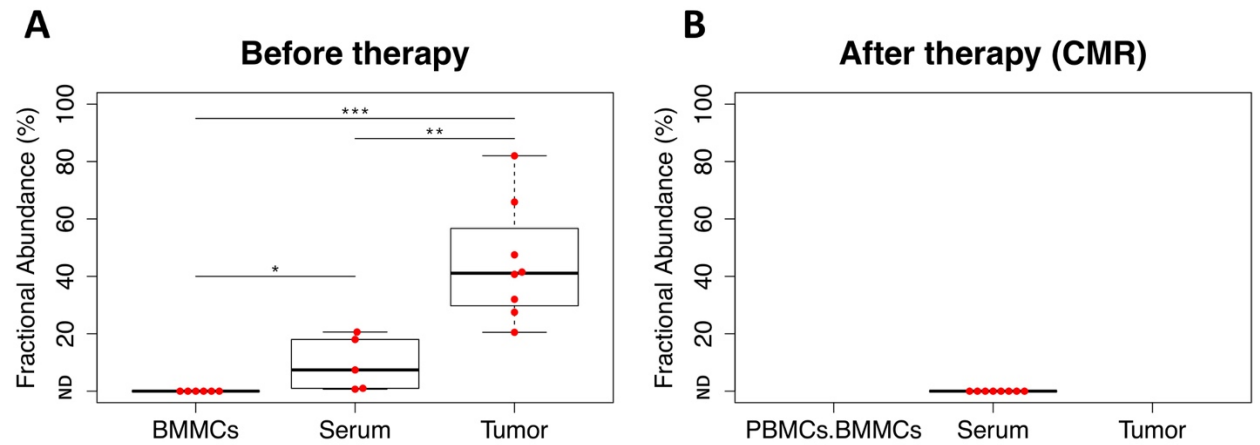 A
Before therapy
Fractional Abundance (%)
100
80
60
40
20
ND
***
**
*
BMMCs Serum Tumor
B
After therapy (CMR)
Fractional Abundance (%)
100
80
60
40
20
ND
PBMCs.BMMCs Serum Tumor